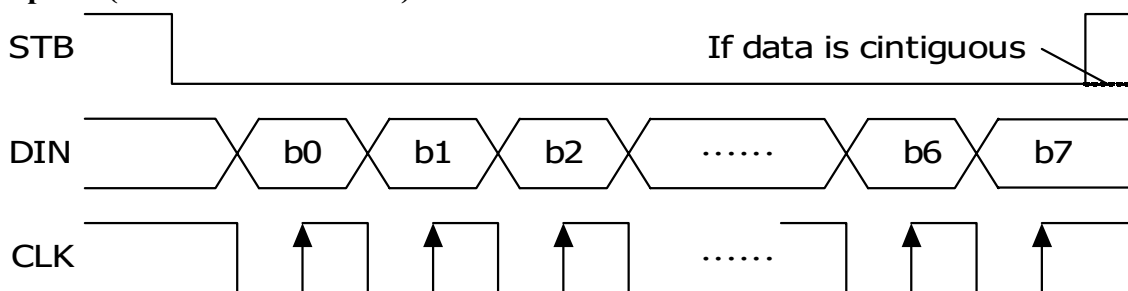 STB If data is cintiguous
DIN b0 b1 b2 ...... b6 b7
CLK ......